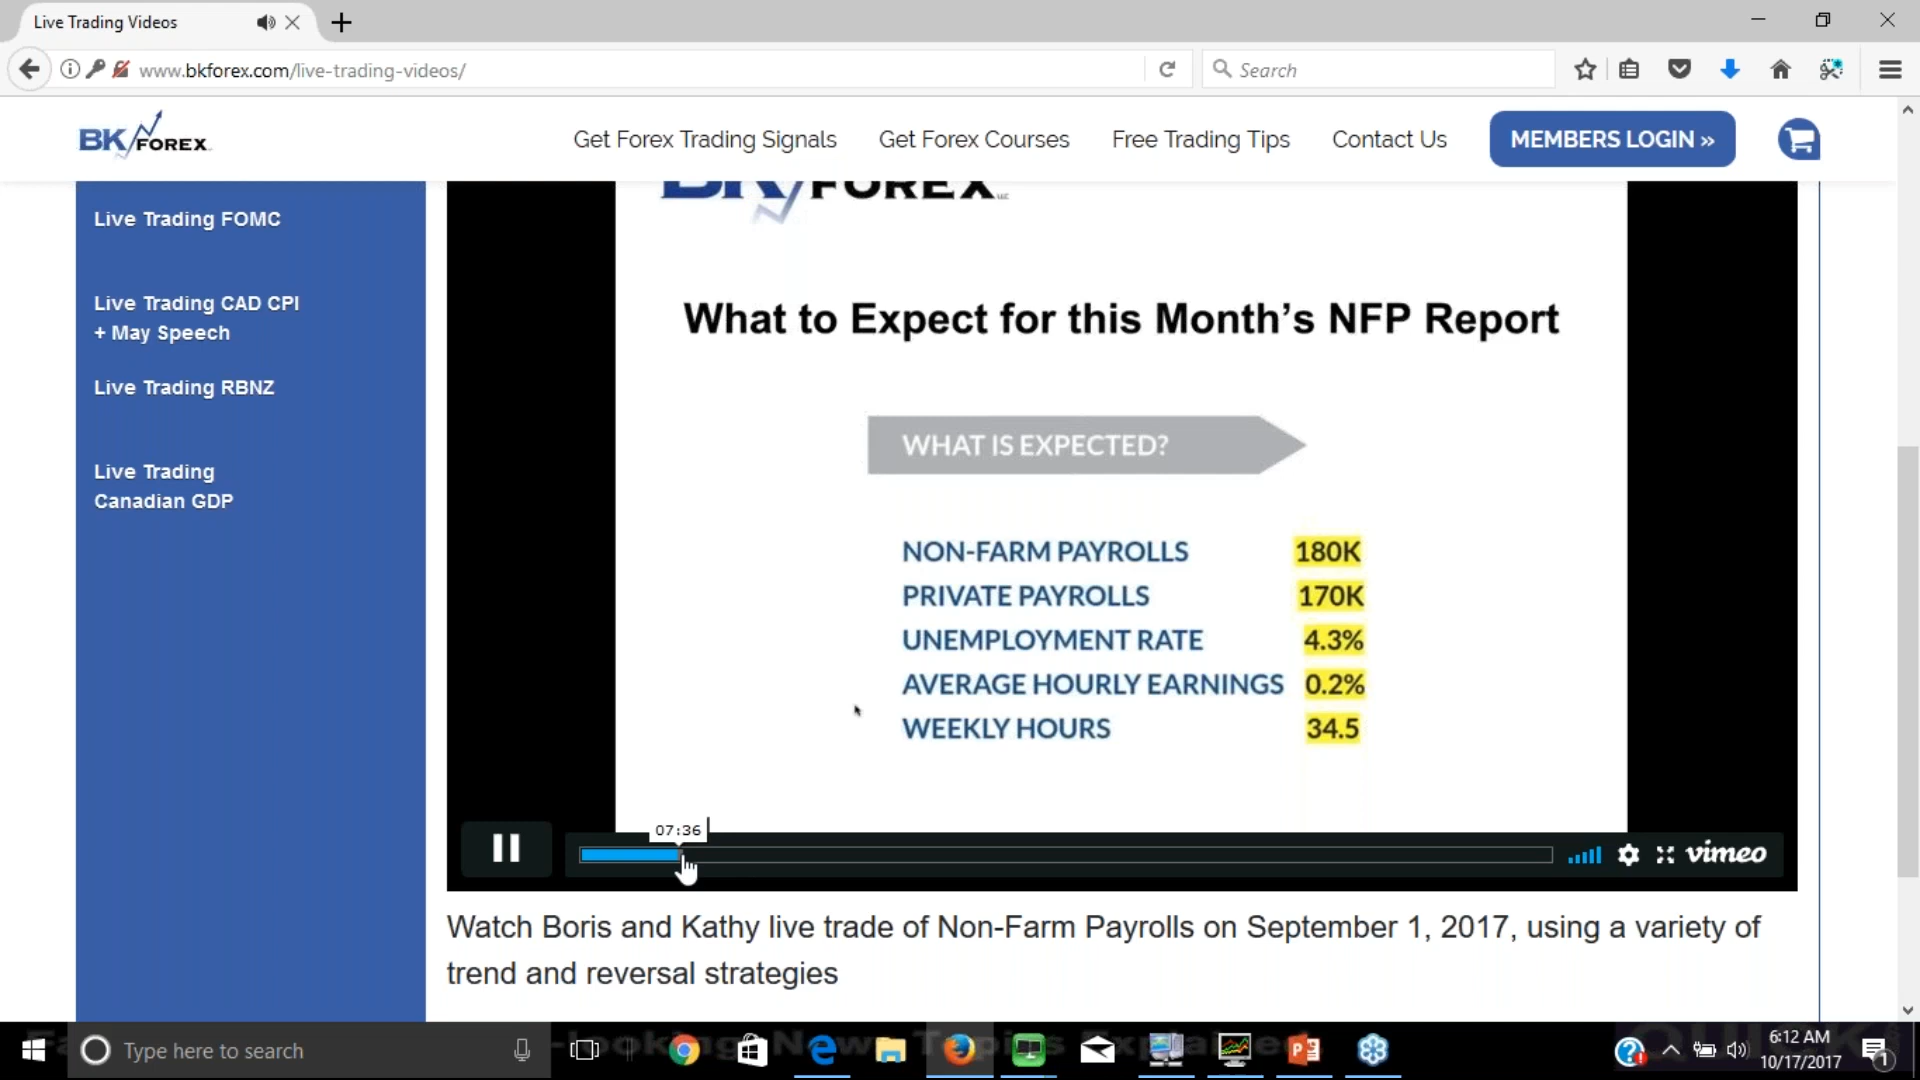 Live Trading Videos
www.bkforex.com/live-trading-videos/
Search
BK FOREX
Get Forex Trading Signals
Get Forex Courses
Free Trading Tips
Contact Us
MEMBERS LOGIN »
Live Trading FOMC
Live Trading CAD CPI
+ May Speech
Live Trading RBNZ
Live Trading
Canadian GDP
BK FOREX
What to Expect for this Month's NFP Report
WHAT IS EXPECTED?
NON-FARM PAYROLLS 180K
PRIVATE PAYROLLS 170K
UNEMPLOYMENT RATE 4.3%
AVERAGE HOURLY EARNINGS 0.2%
WEEKLY HOURS 34.5
07:36
vimeo
Watch Boris and Kathy live trade of Non-Farm Payrolls on September 1, 2017, using a variety of
trend and reversal strategies
Type here to search
6:12 AM
10/17/2017
1